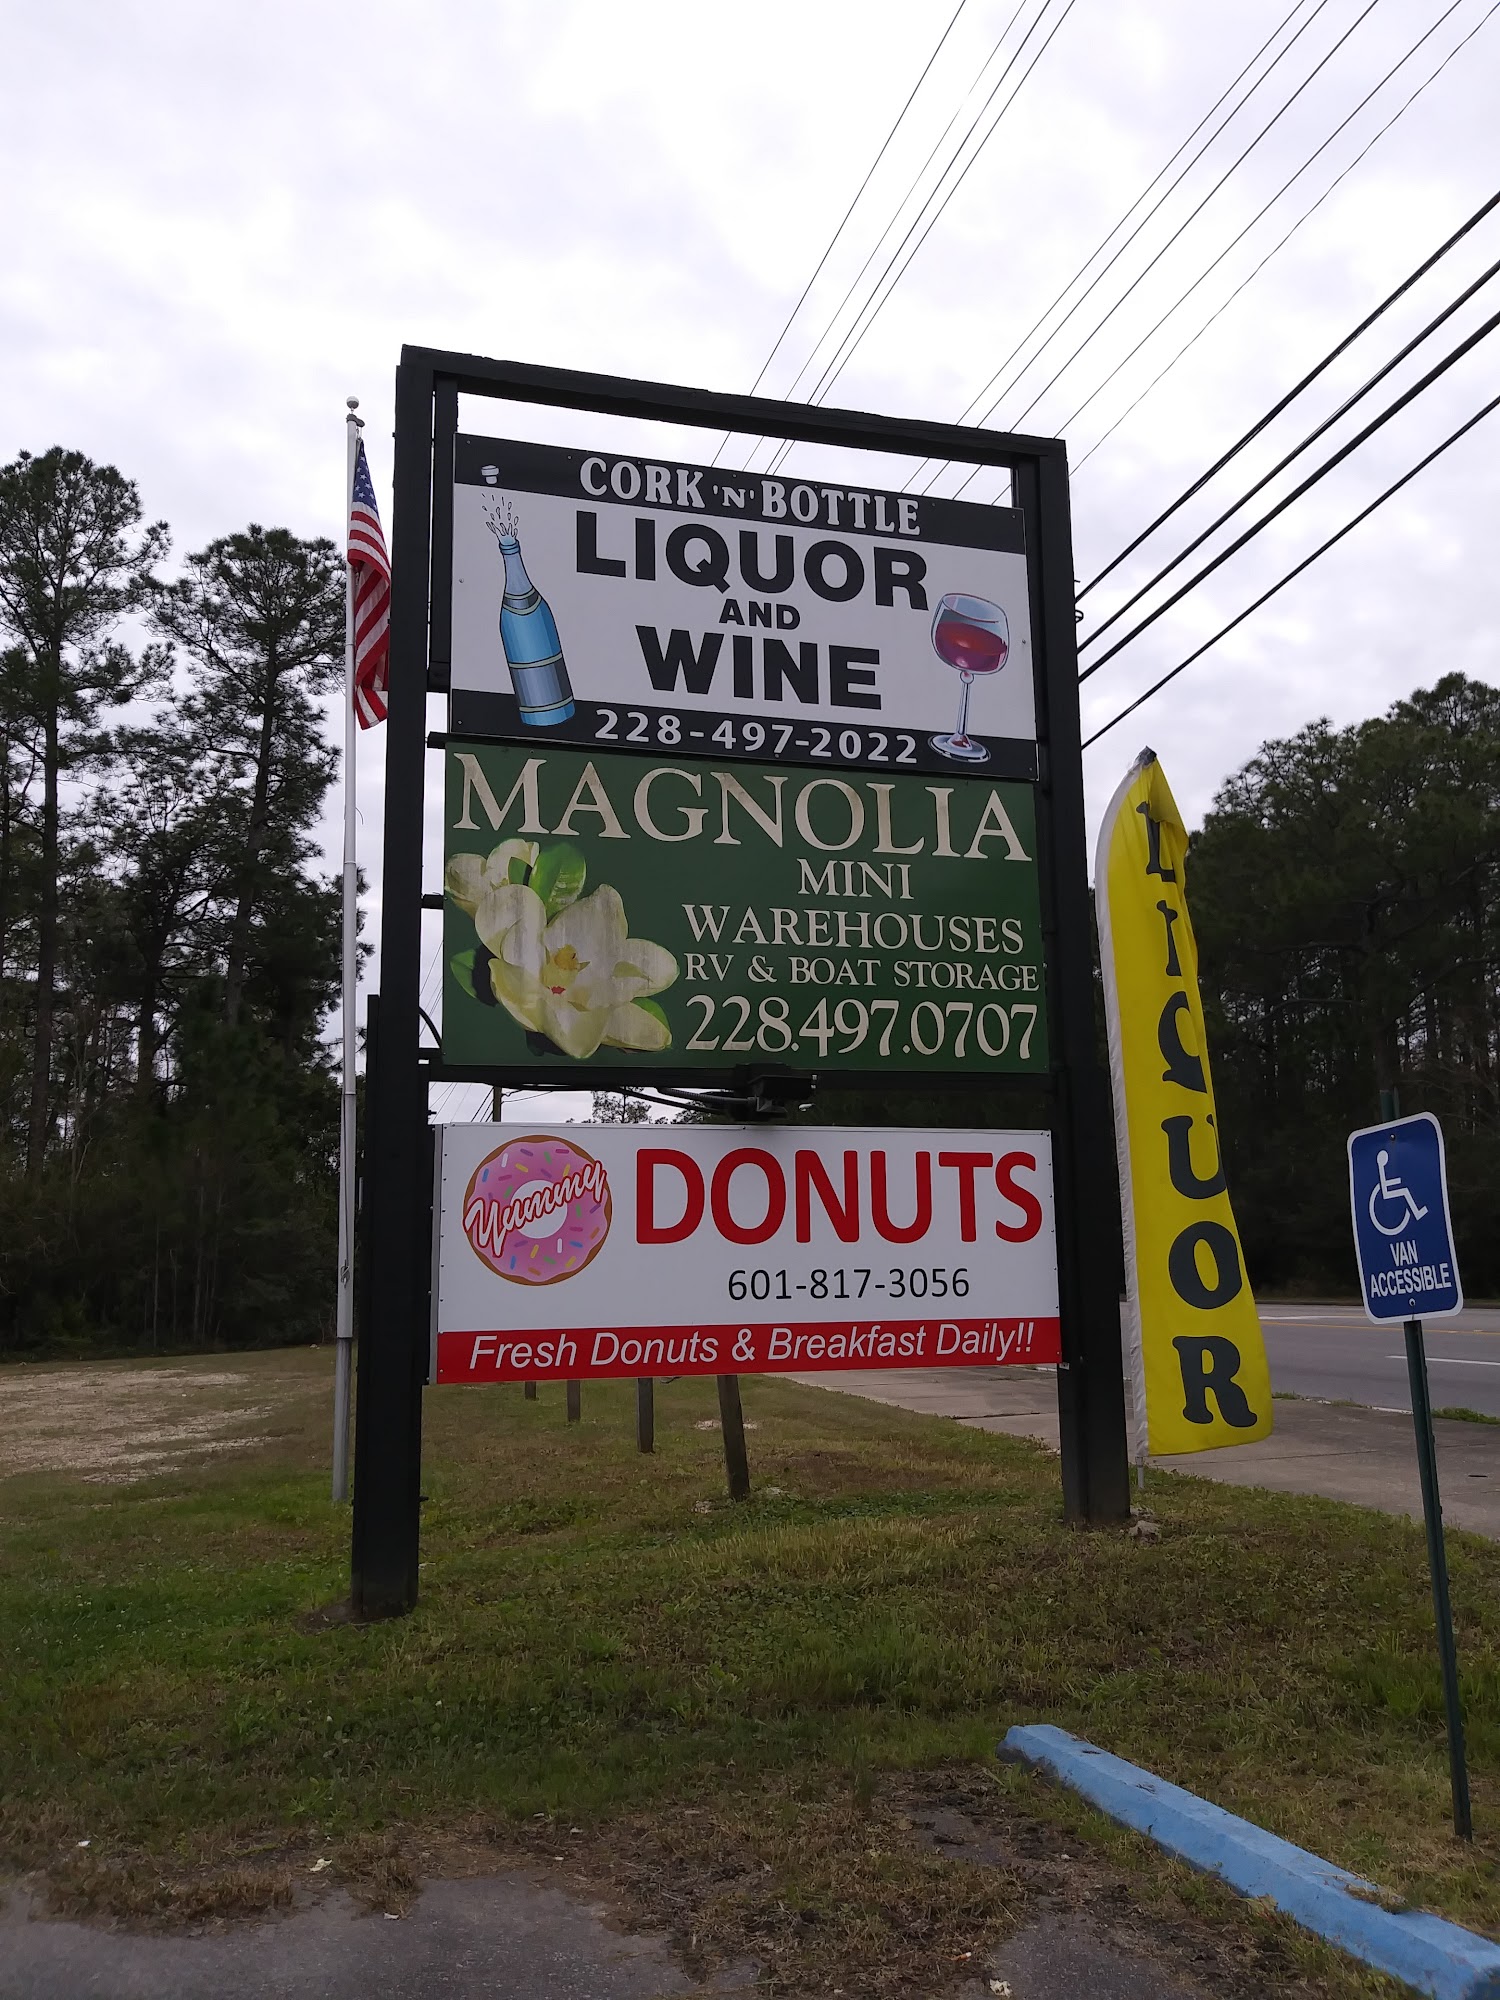 CORK 'N' BOTTLE
LIQUOR
AND
WINE
228-497-2022
MAGNOLIA
MINI
WAREHOUSES
RV & BOAT STORAGE
228.497.0707
Yummy
DONUTS
601-817-3056
Fresh Donuts & Breakfast Daily!!
LIQUOR
VAN
ACCESSIBLE